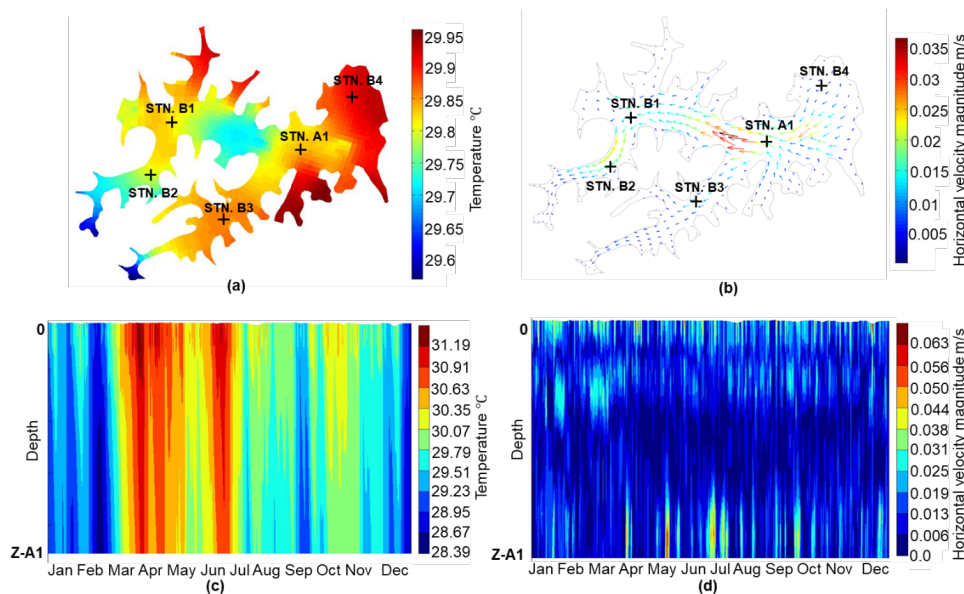 STN. B4
STN. B1
STN. A1
STN. B2
STN. B3
29.95
29.9
29.85
29.8
29.75
29.7
29.65
29.6
Temperature °C
(a)
STN. B4
STN. B1
STN. A1
STN. B2
STN. B3
0.035
0.03
0.025
0.020
0.015
0.01
0.005
Horizontal velocity magnitude m/s
(b)
0
Depth
Z-A1
Jan Feb Mar Apr May Jun Jul Aug Sep Oct Nov Dec
31.19
30.91
30.63
30.35
30.07
29.79
29.51
29.23
28.95
28.67
28.39
Temperature °C
(c)
0
Depth
Z-A1
Jan Feb Mar Apr May Jun Jul Aug Sep Oct Nov Dec
0.063
0.056
0.050
0.044
0.038
0.031
0.025
0.019
0.013
0.006
0.0
Horizontal velocity magnitude m/s
(d)